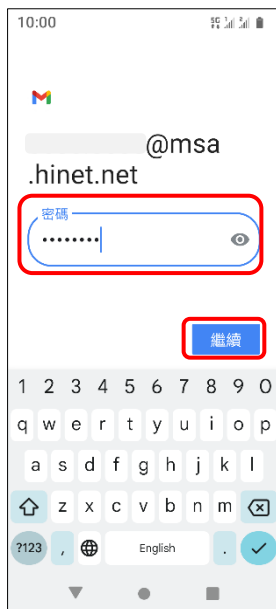 10:00
5G
@msa
.hinet.net
密碼
••••••••
繼續
1 2 3 4 5 6 7 8 9 0
q w e r t y u i o p
a s d f g h j k l
z x c v b n m
?123 , English .